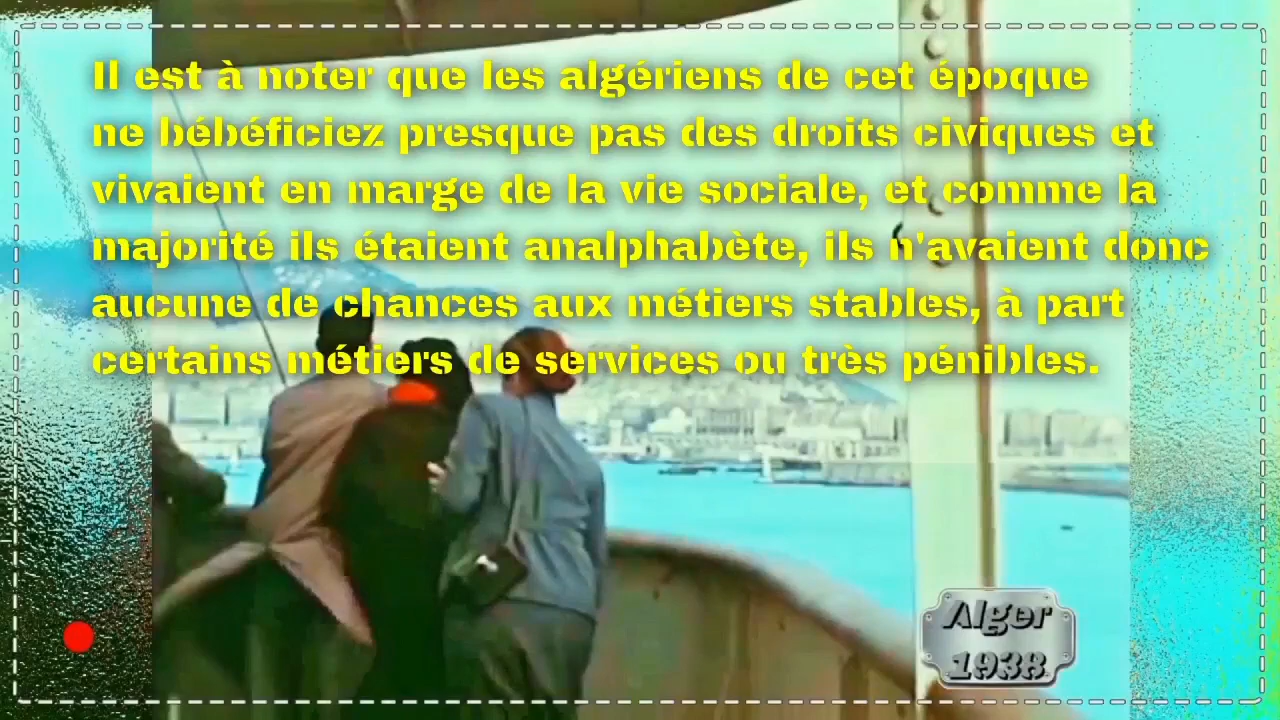 Il est à noter que les algériens de cet époque
ne bébéficiez presque pas des droits civiques et
vivaient en marge de la vie sociale, et comme la
majorité ils étaient analphabète, ils n'avaient donc
aucune de chances aux métiers stables, à part
certains métiers de services ou très pénibles.
Alger
1938